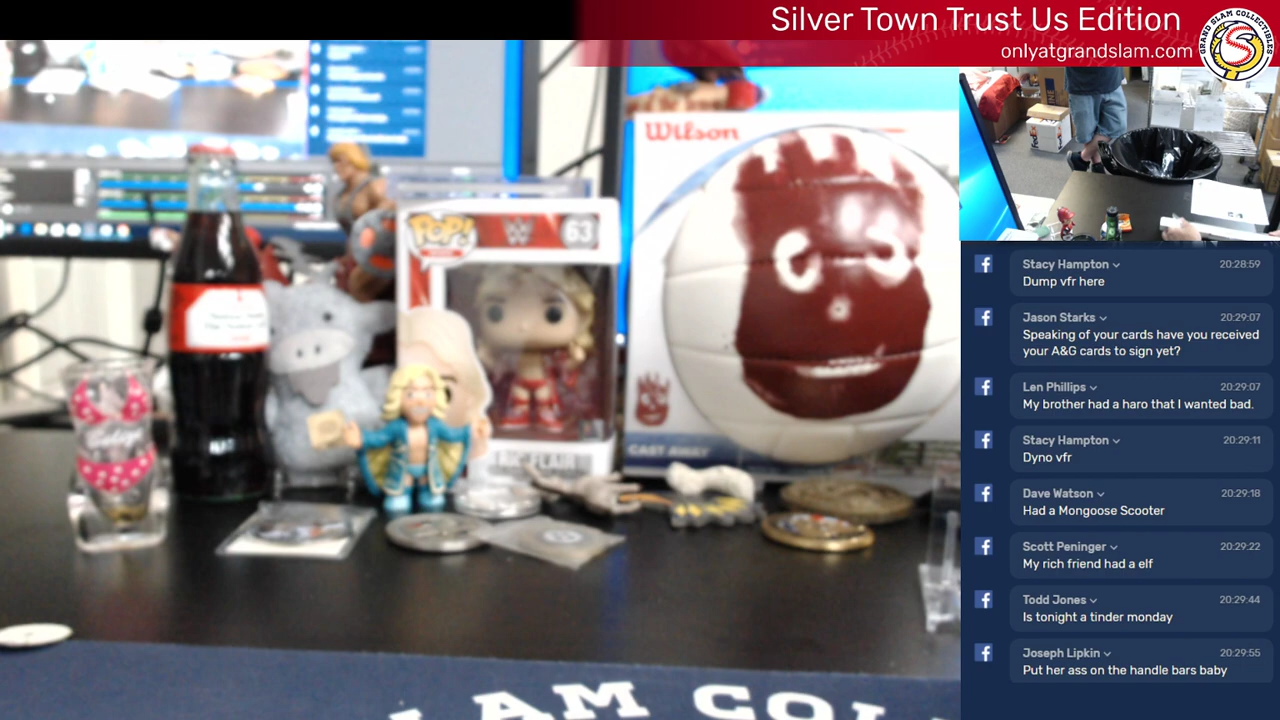 Silver Town Trust Us Edition
onlyatgrandslam.com
GRAND SLAM COLLECTIBLES
Wilson
POP!
W
63
RIC FLAIR
CAST AWAY
LAM COL
Stacy Hampton
20:28:59
Dump vfr here
Jason Starks
20:29:07
Speaking of your cards have you received
your A&G cards to sign yet?
Len Phillips
20:29:07
My brother had a haro that I wanted bad.
Stacy Hampton
20:29:11
Dyno vfr
Dave Watson
20:29:18
Had a Mongoose Scooter
Scott Peninger
20:29:22
My rich friend had a elf
Todd Jones
20:29:44
Is tonight a tinder monday
Joseph Lipkin
20:29:55
Put her ass on the handle bars baby